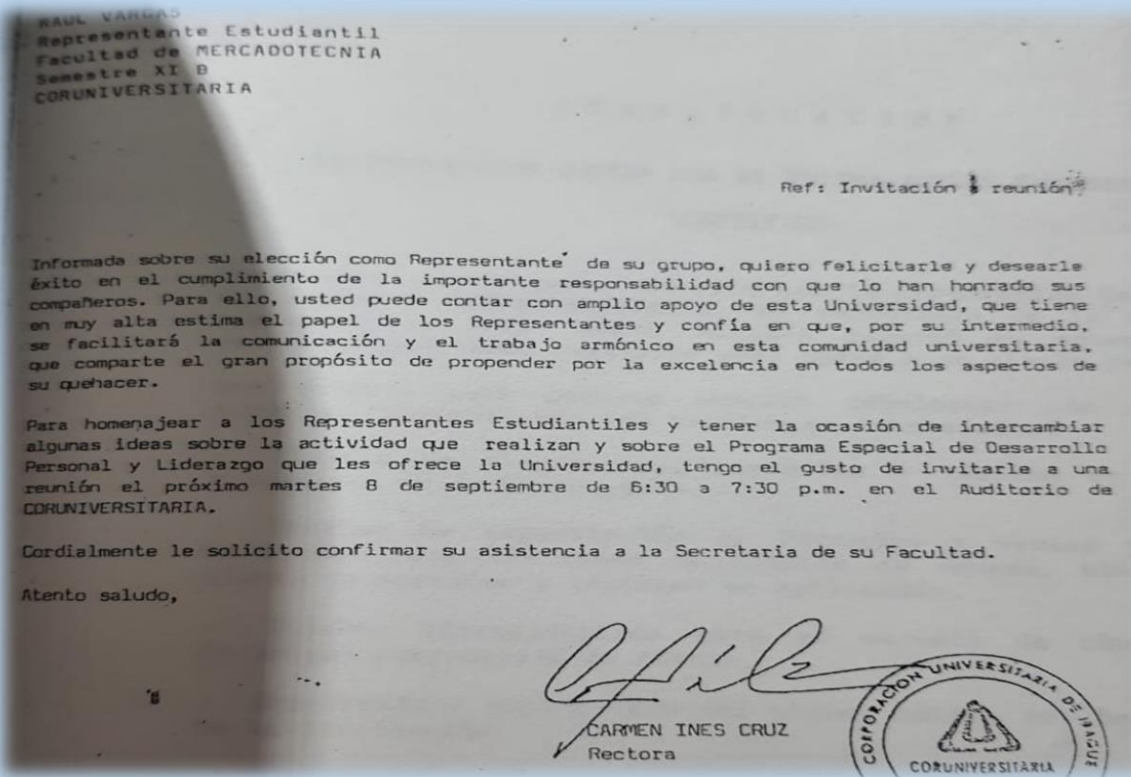 RAUL VARGAS
Representante Estudiantil
Facultad de MERCADOTECNIA
Semestre XI B
CORUNIVERSITARIA
Ref: Invitación reunión
Informada sobre su elección como Representante de su grupo, quiero felicitarle y desearle
éxito en el cumplimiento de la importante responsabilidad con que lo han honrado sus
compañeros. Para ello, usted puede contar con amplio apoyo de esta Universidad, que tiene
en muy alta estima el papel de los Representantes y confía en que, por su intermedio,
se facilitará la comunicación y el trabajo armónico en esta comunidad universitaria,
que comparte el gran propósito de propender por la excelencia en todos los aspectos de
su quehacer.
Para homenajear a los Representantes Estudiantiles y tener la ocasión de intercambiar
algunas ideas sobre la actividad que realizan y sobre el Programa Especial de Desarrollo
Personal y Liderazgo que les ofrece la Universidad, tengo el gusto de invitarle a una
reunión el próximo martes 8 de septiembre de 6:30 a 7:30 p.m. en el Auditorio de
CORUNIVERSITARIA.
Cordialmente le solicito confirmar su asistencia a la Secretaria de su Facultad.
Atento saludo,
CARMEN INES CRUZ
Rectora
CORPORACION UNIVERSITARIA DE IBAGUE
CORUNIVERSITARIA